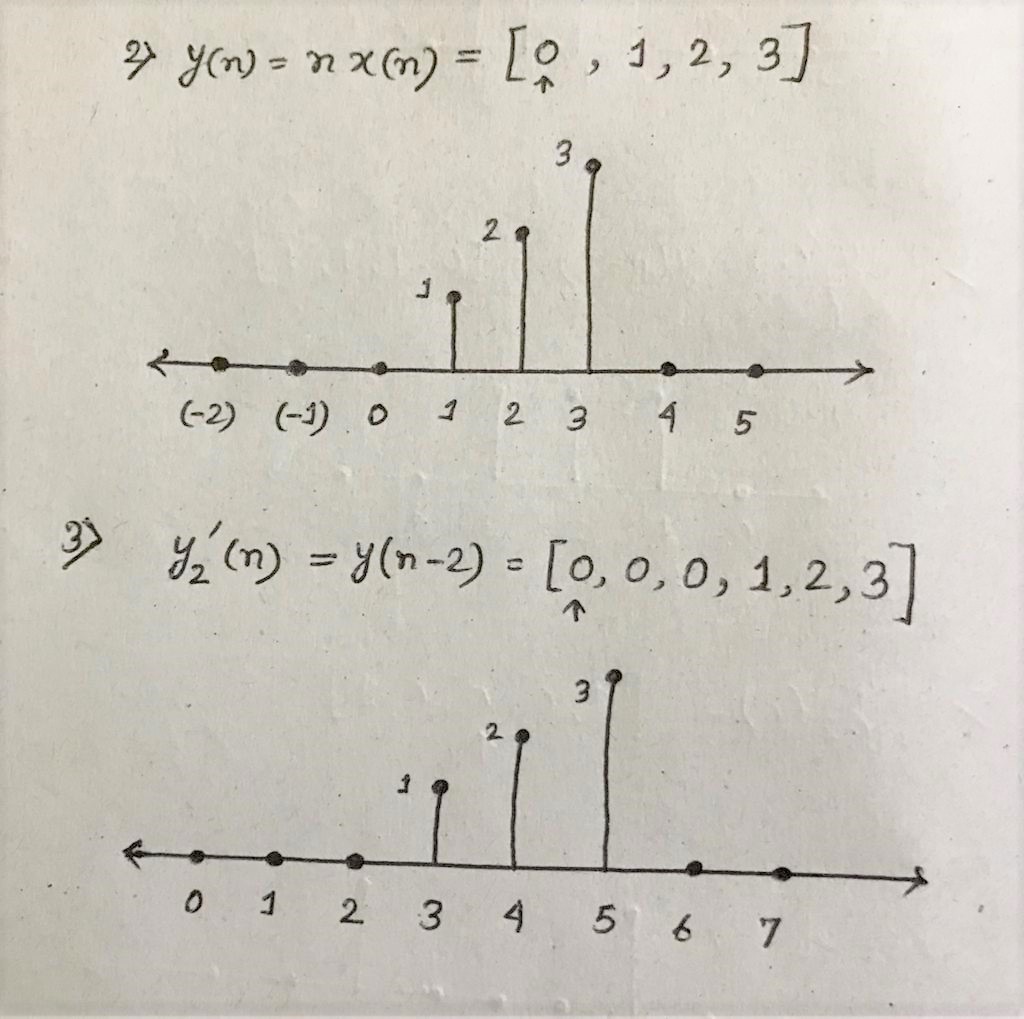 2) y(n) = n x(n) = [0, 1, 2, 3]
↑
3
2
1
(-2) (-1) 0 1 2 3 4 5
3) y₂′(n) = y(n-2) = [0, 0, 0, 1, 2, 3]
↑
3
2
1
0 1 2 3 4 5 6 7